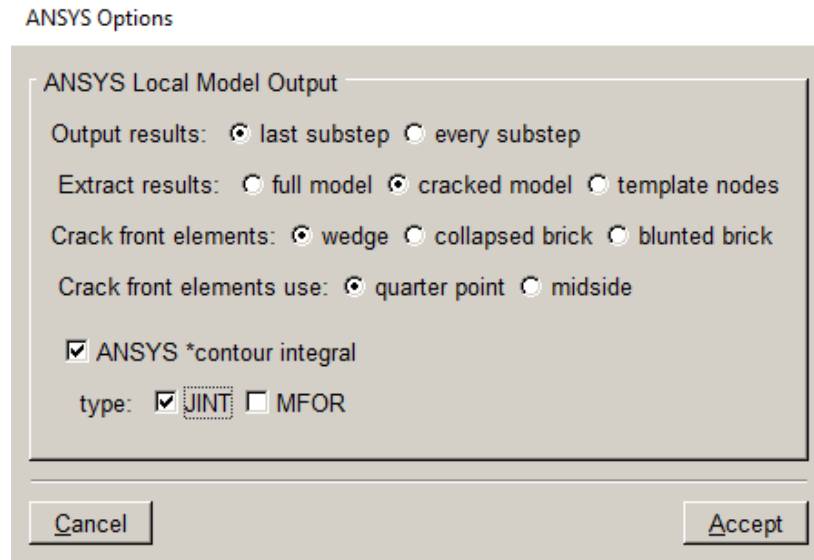 ANSYS Options
ANSYS Local Model Output
Output results: last substep every substep
Extract results: full model cracked model template nodes
Crack front elements: wedge collapsed brick blunted brick
Crack front elements use: quarter point midside
ANSYS *contour integral
type: JINT MFOR
Cancel Accept